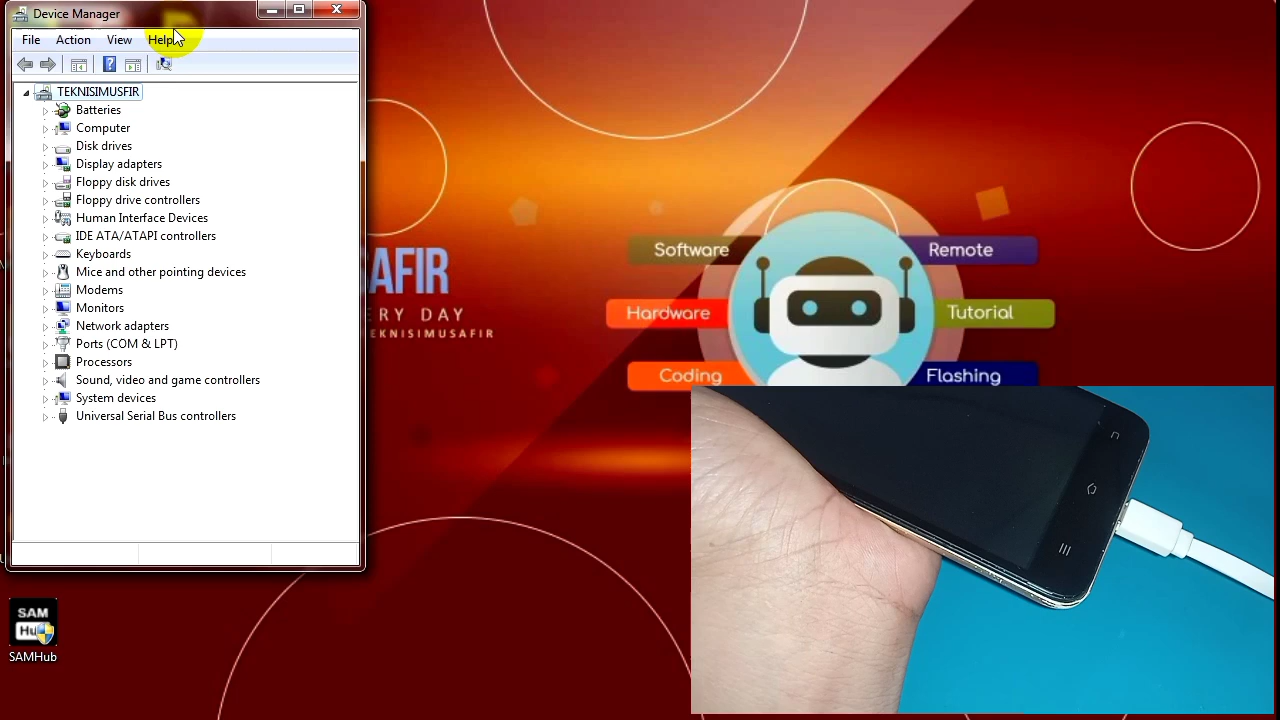 Device Manager
File Action View Help
TEKNISIMUSFIR
Batteries
Computer
Disk drives
Display adapters
Floppy disk drives
Floppy drive controllers
Human Interface Devices
IDE ATA/ATAPI controllers
Keyboards
Mice and other pointing devices
Modems
Monitors
Network adapters
Ports (COM & LPT)
Processors
Sound, video and game controllers
System devices
Universal Serial Bus controllers
SAFIR
ERY DAY
EKNISIMUSAFIR
Software
Remote
Hardware
Tutorial
Coding
Flashing
SAM
Hu
SAMHub